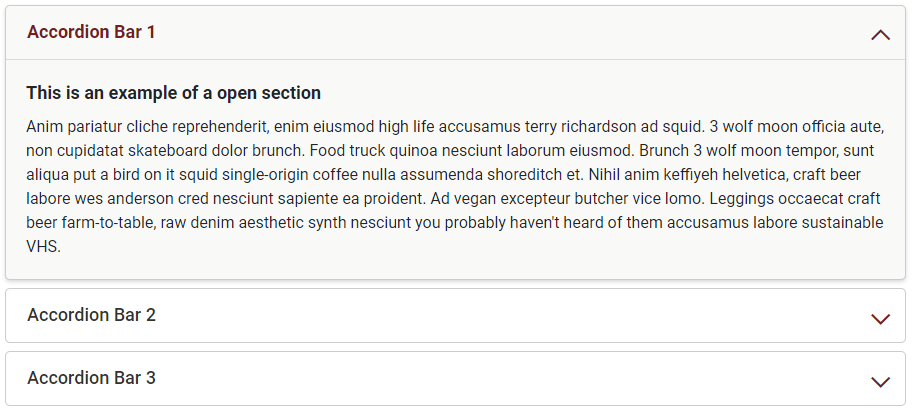 Accordion Bar 1
This is an example of a open section
Anim pariatur cliche reprehenderit, enim eiusmod high life accusamus terry richardson ad squid. 3 wolf moon officia aute,
non cupidatat skateboard dolor brunch. Food truck quinoa nesciunt laborum eiusmod. Brunch 3 wolf moon tempor, sunt
aliqua put a bird on it squid single-origin coffee nulla assumenda shoreditch et. Nihil anim keffiyeh helvetica, craft beer
labore wes anderson cred nesciunt sapiente ea proident. Ad vegan excepteur butcher vice lomo. Leggings occaecat craft
beer farm-to-table, raw denim aesthetic synth nesciunt you probably haven't heard of them accusamus labore sustainable
VHS.
Accordion Bar 2
Accordion Bar 3